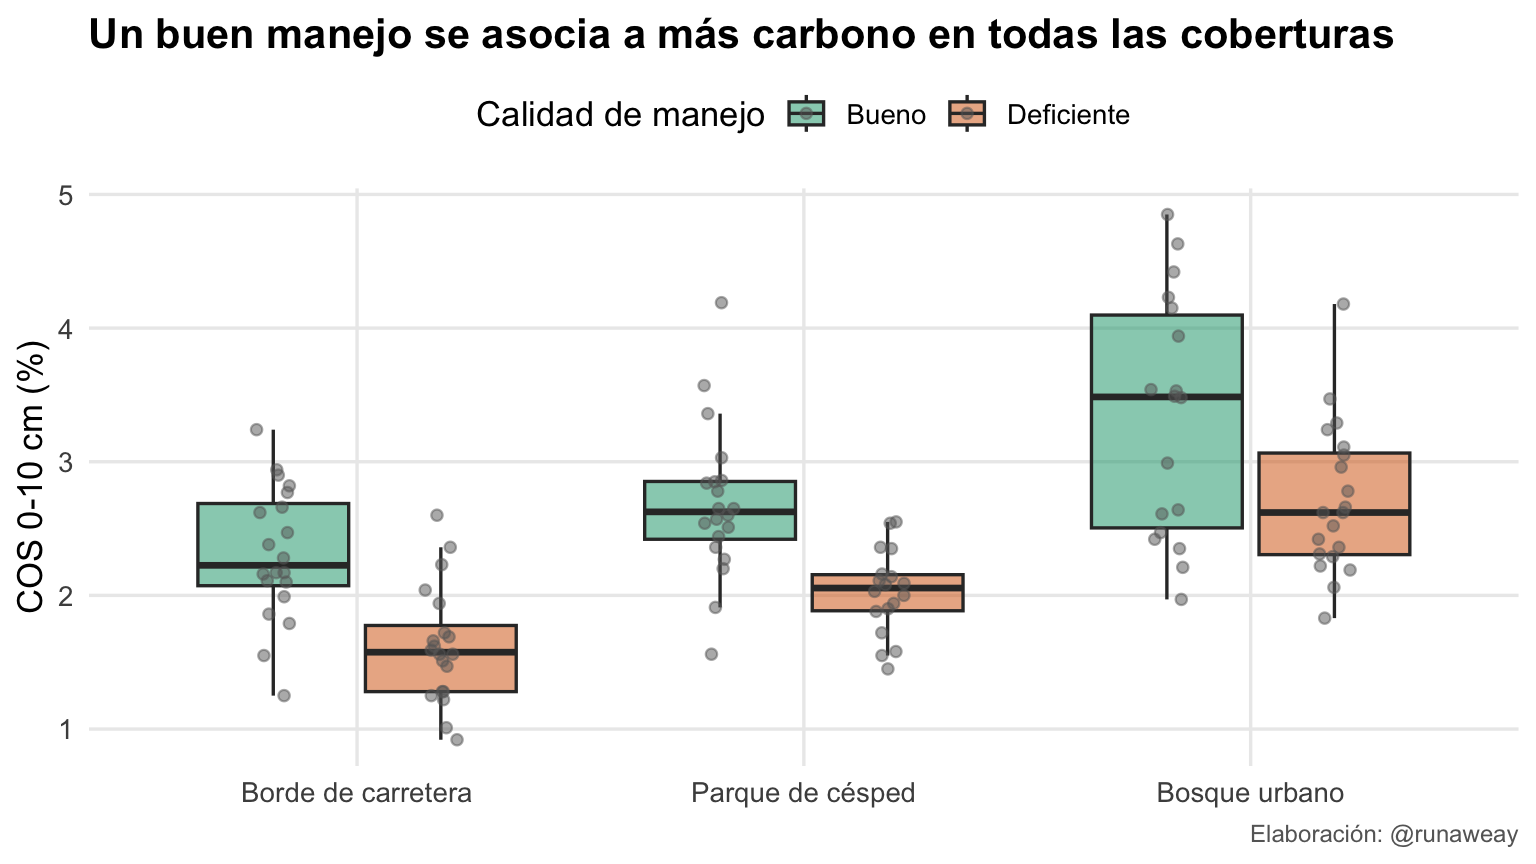 Un buen manejo se asocia a más carbono en todas las coberturas
Calidad de manejo Bueno Deficiente
COS 0-10 cm (%)
5
4
3
2
1
Borde de carretera Parque de césped Bosque urbano
Elaboración: @runaweay